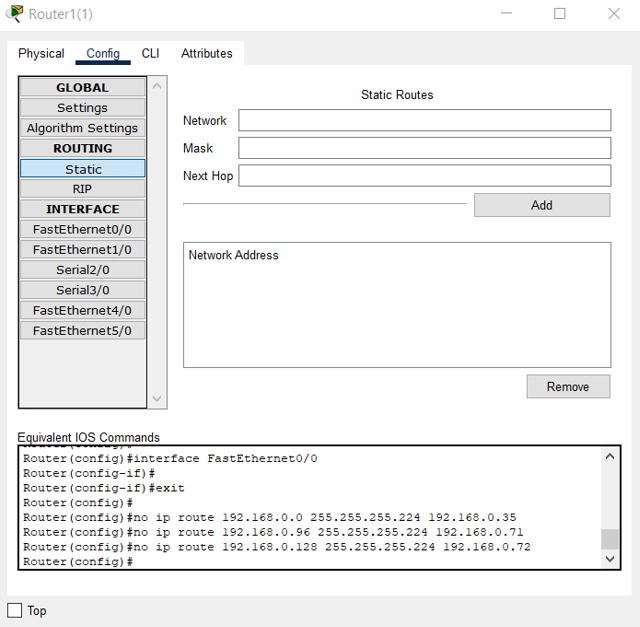 Router1(1)
Physical Config CLI Attributes
GLOBAL
Settings
Algorithm Settings
ROUTING
Static
RIP
INTERFACE
FastEthernet0/0
FastEthernet1/0
Serial2/0
Serial3/0
FastEthernet4/0
FastEthernet5/0
Static Routes
Network
Mask
Next Hop
Add
Network Address
Remove
Equivalent IOS Commands
Router(config)#interface FastEthernet0/0
Router(config-if)#
Router(config-if)#exit
Router(config)#
Router(config)#no ip route 192.168.0.0 255.255.255.224 192.168.0.35
Router(config)#no ip route 192.168.0.96 255.255.255.224 192.168.0.71
Router(config)#no ip route 192.168.0.128 255.255.255.224 192.168.0.72
Router(config)#
Top